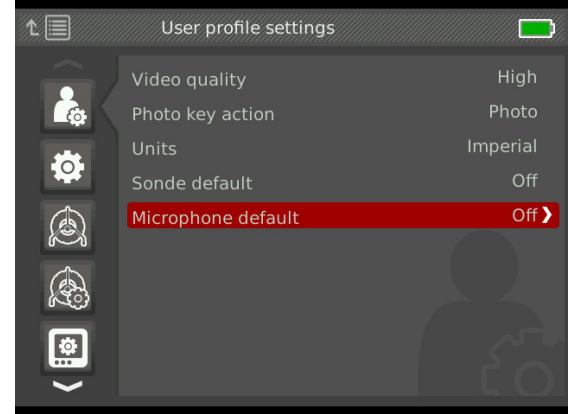 User profile settings
Video quality High
Photo key action Photo
Units Imperial
Sonde default Off
Microphone default Off